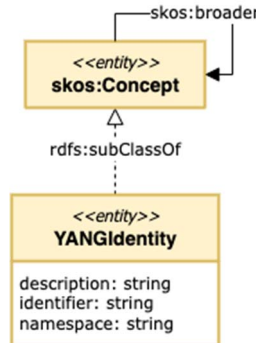 skos:broader
<<entity>>
skos:Concept
rdfs:subClassOf
<<entity>>
YANGIdentity
description: string
identifier: string
namespace: string